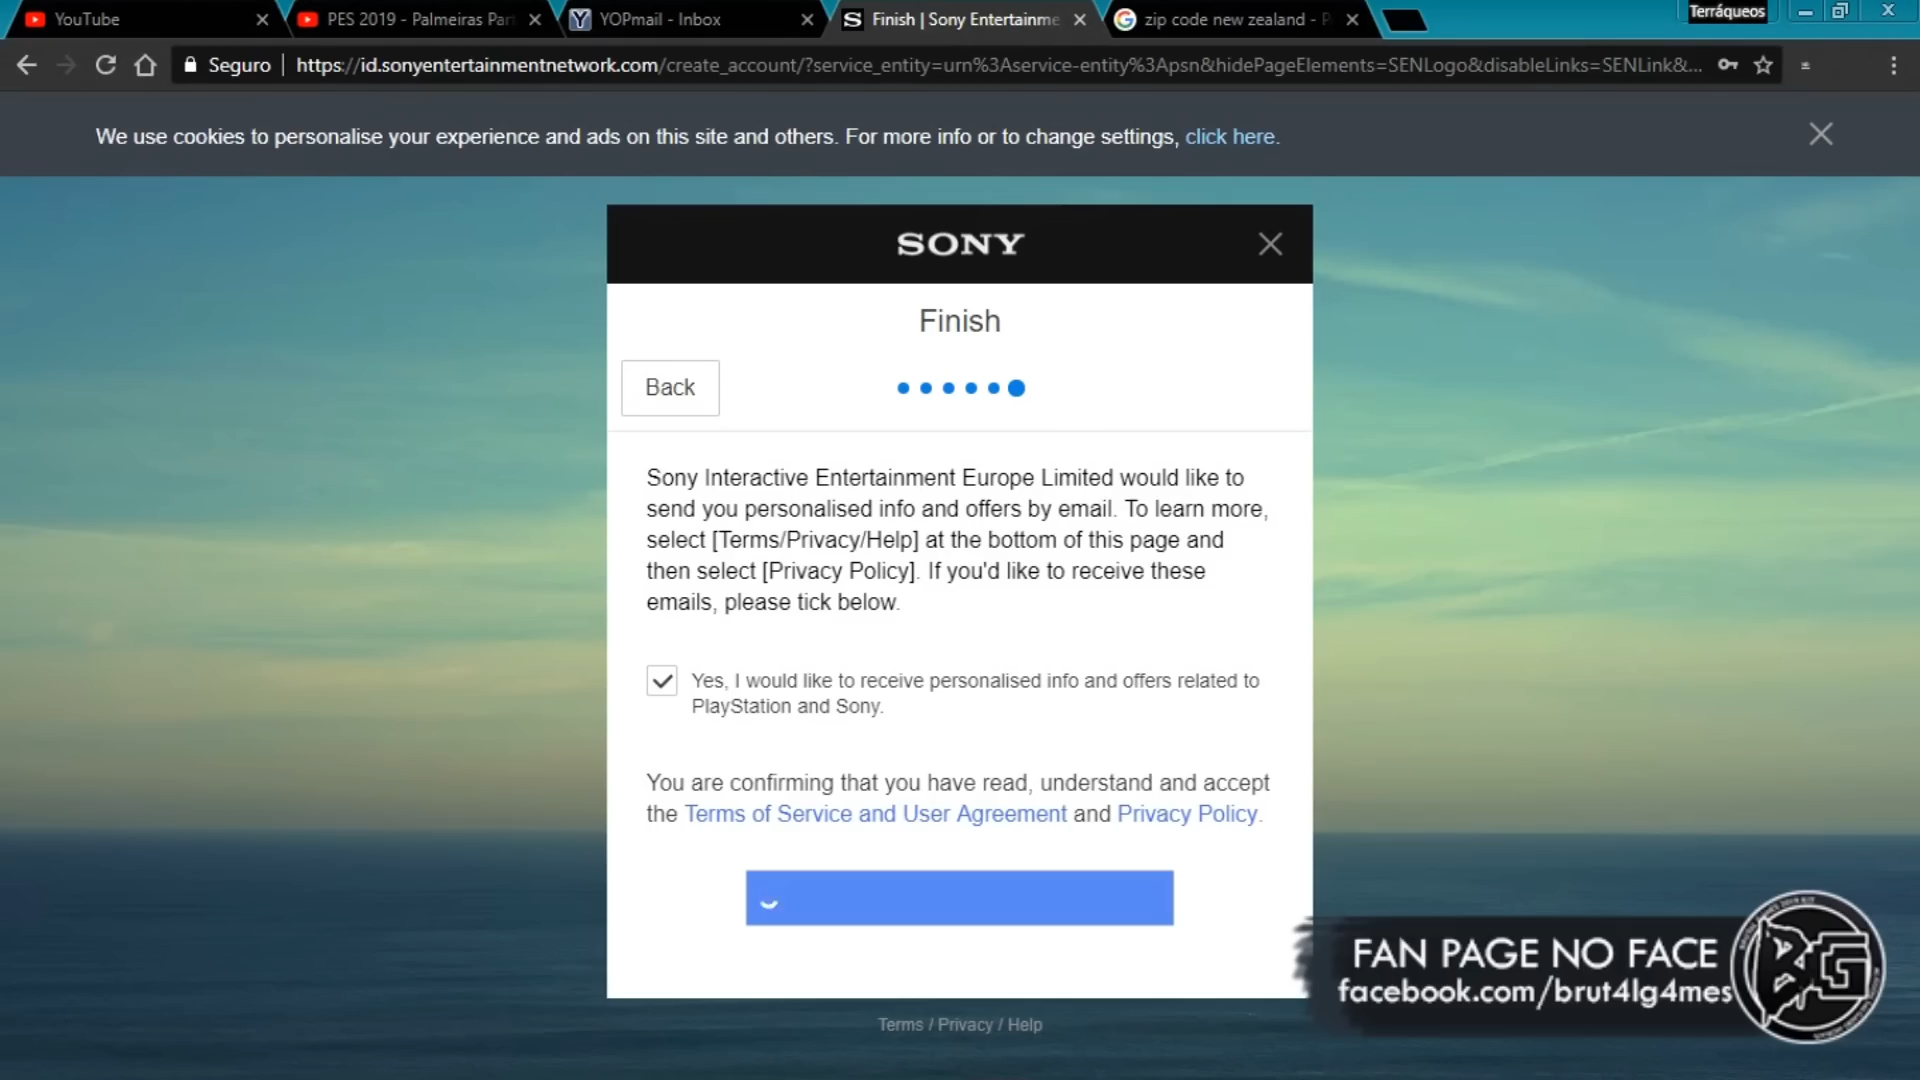 YouTube
PES 2019 - Palmeiras Par
YOPmail - Inbox
Finish | Sony Entertainme
zip code new zealand - P
Terráqueos
Seguro
https://id.sonyentertainmentnetwork.com/create_account/?service_entity=urn%3Aservice-entity%3Apsn&hidePageElements=SENLogo&disableLinks=SENLink&...
We use cookies to personalise your experience and ads on this site and others. For more info or to change settings, click here.
SONY
Finish
Back
Sony Interactive Entertainment Europe Limited would like to
send you personalised info and offers by email. To learn more,
select [Terms/Privacy/Help] at the bottom of this page and
then select [Privacy Policy]. If you'd like to receive these
emails, please tick below.
Yes, I would like to receive personalised info and offers related to
PlayStation and Sony.
You are confirming that you have read, understand and accept
the Terms of Service and User Agreement and Privacy Policy.
Terms / Privacy / Help
FAN PAGE NO FACE
facebook.com/brut4lg4mes
BG